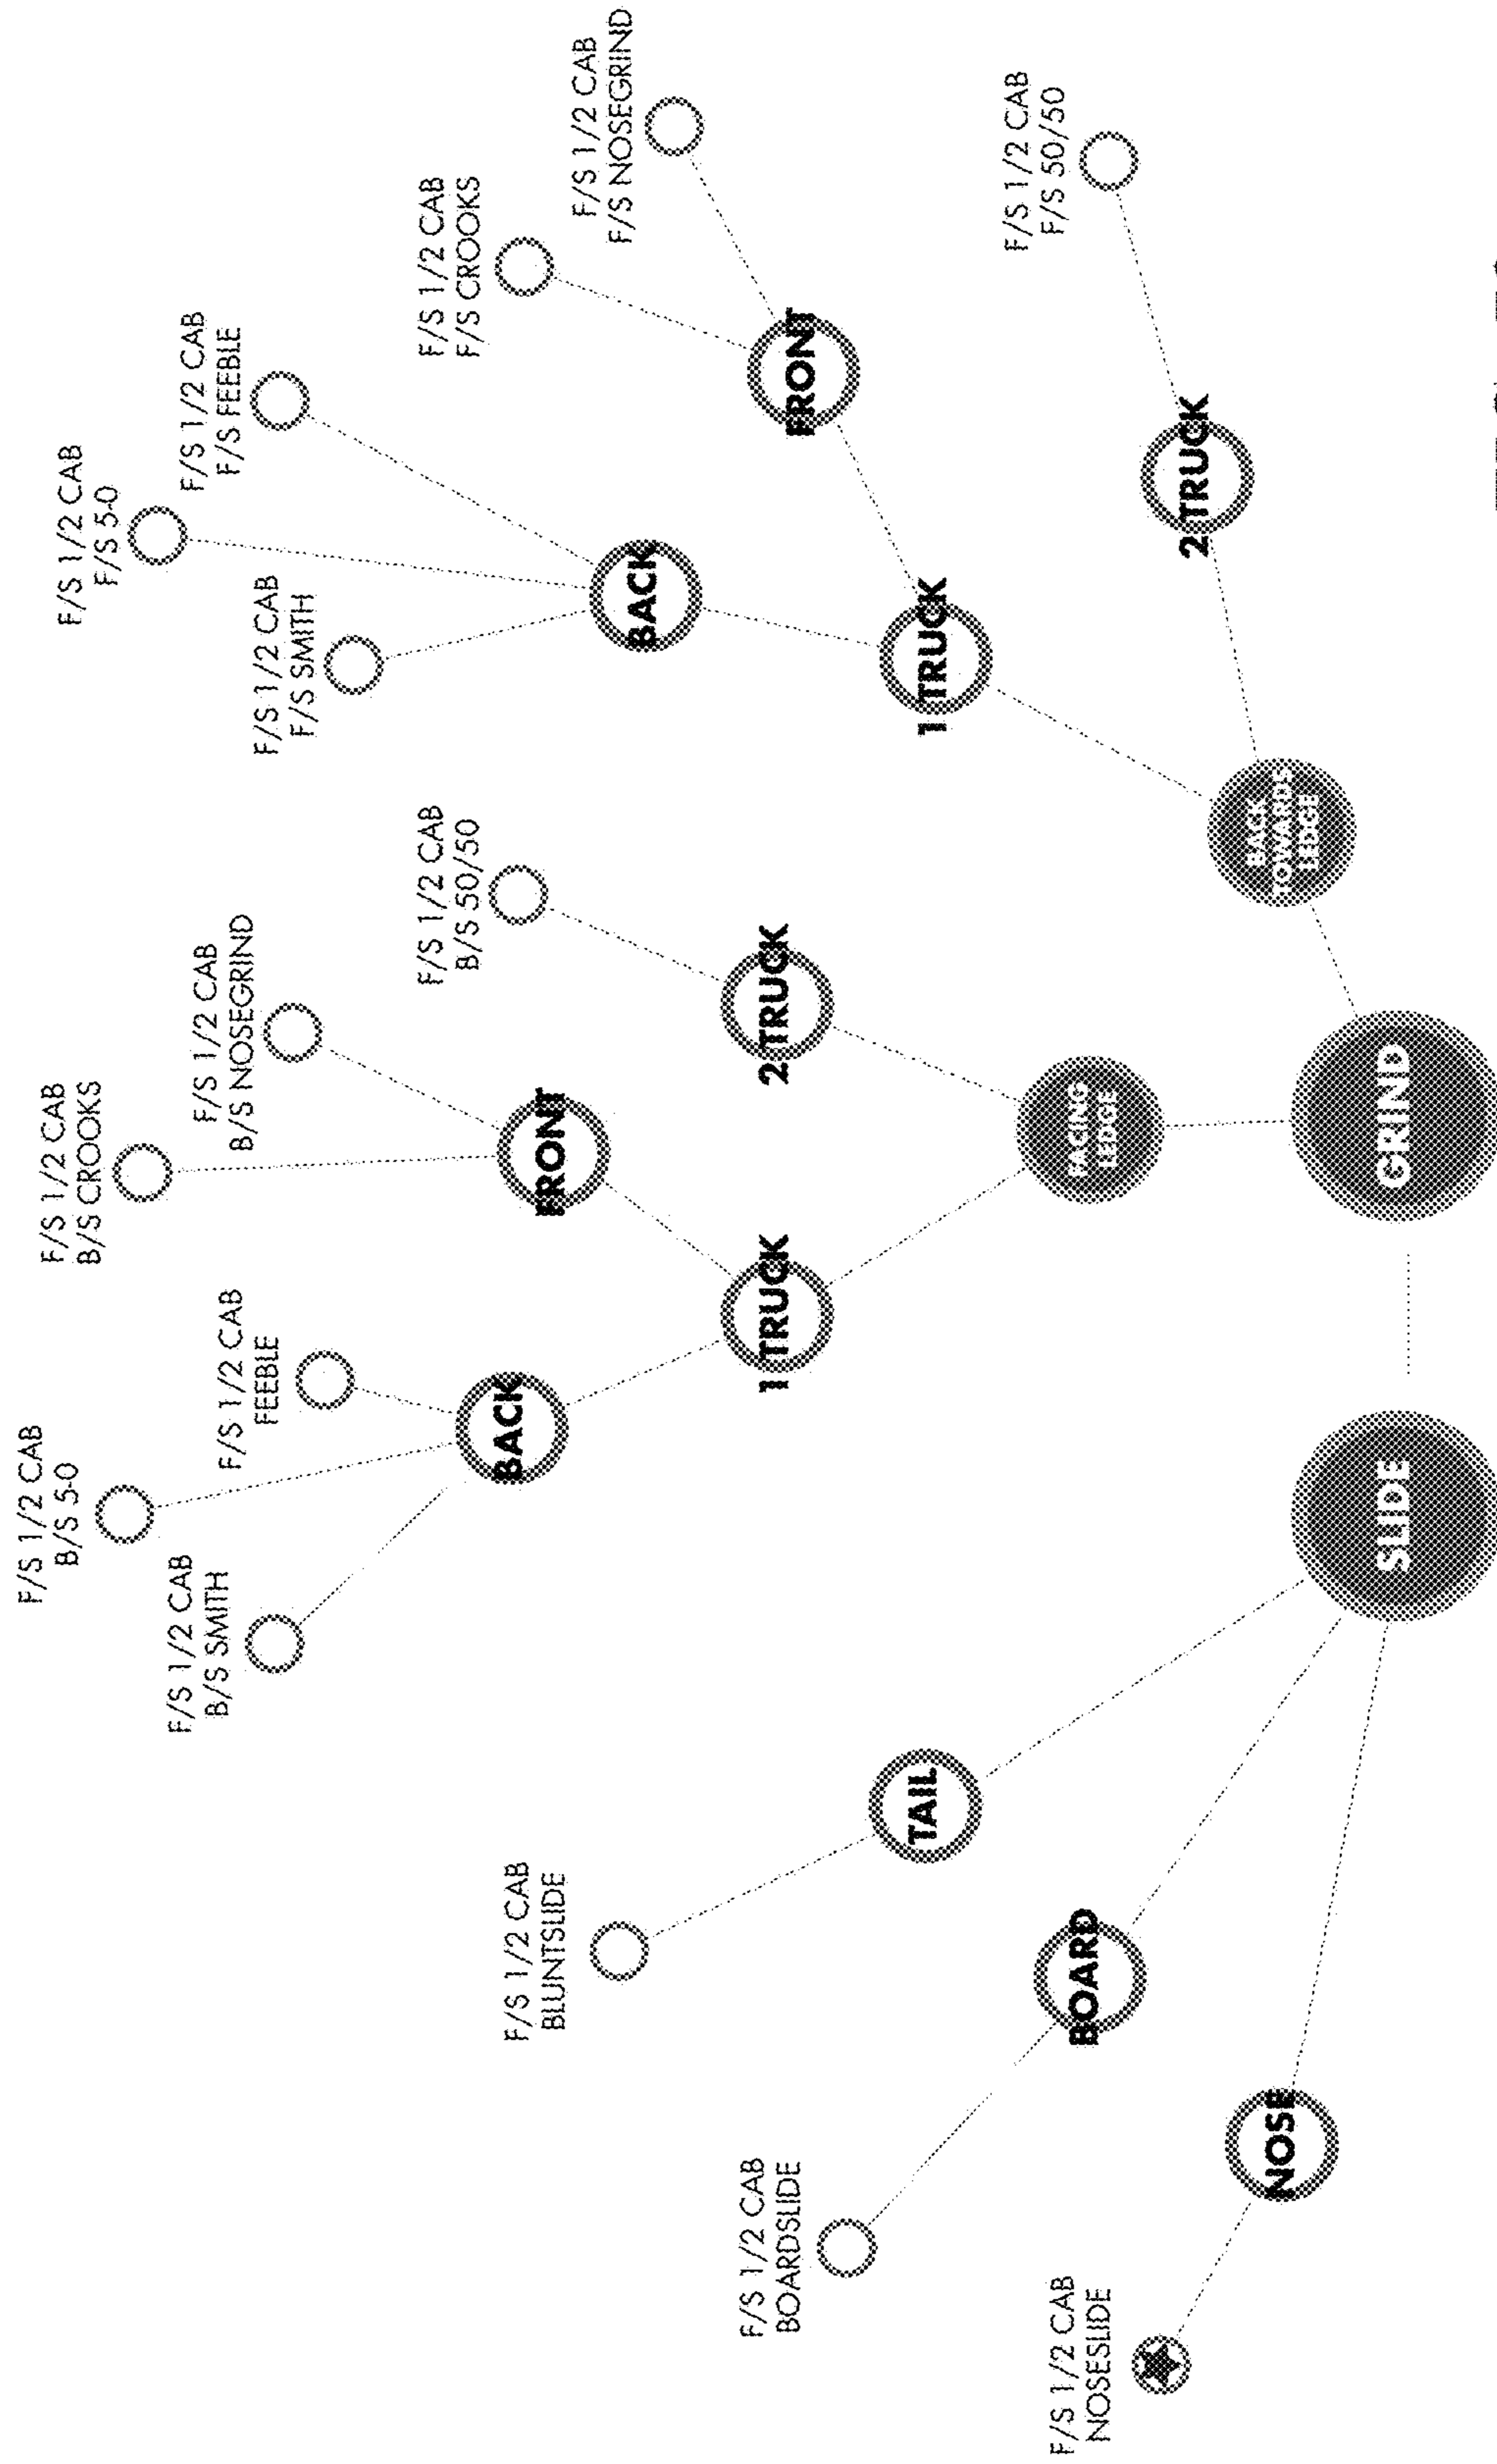 F/S 1/2 CAB
NOSESLIDE
NOSE
F/S 1/2 CAB
BOARDSLIDE
BOARD
F/S 1/2 CAB
BLUNTSLIDE
TAIL
SLIDE
F/S 1/2 CAB
B/S SMITH
F/S 1/2 CAB
B/S 5-0
F/S 1/2 CAB
FEEBLE
BACK
F/S 1/2 CAB
B/S CROOKS
F/S 1/2 CAB
B/S NOSEGRIND
FRONT
1 TRUCK
F/S 1/2 CAB
B/S 50/50
2 TRUCK
FACING
LEDGE
GRIND
F/S 1/2 CAB
F/S SMITH
F/S 1/2 CAB
F/S 5-0
F/S 1/2 CAB
F/S FEEBLE
BACK
F/S 1/2 CAB
F/S CROOKS
F/S 1/2 CAB
F/S NOSEGRIND
FRONT
1 TRUCK
F/S 1/2 CAB
F/S 50/50
2 TRUCK
BACK
TOWARDS
LEDGE